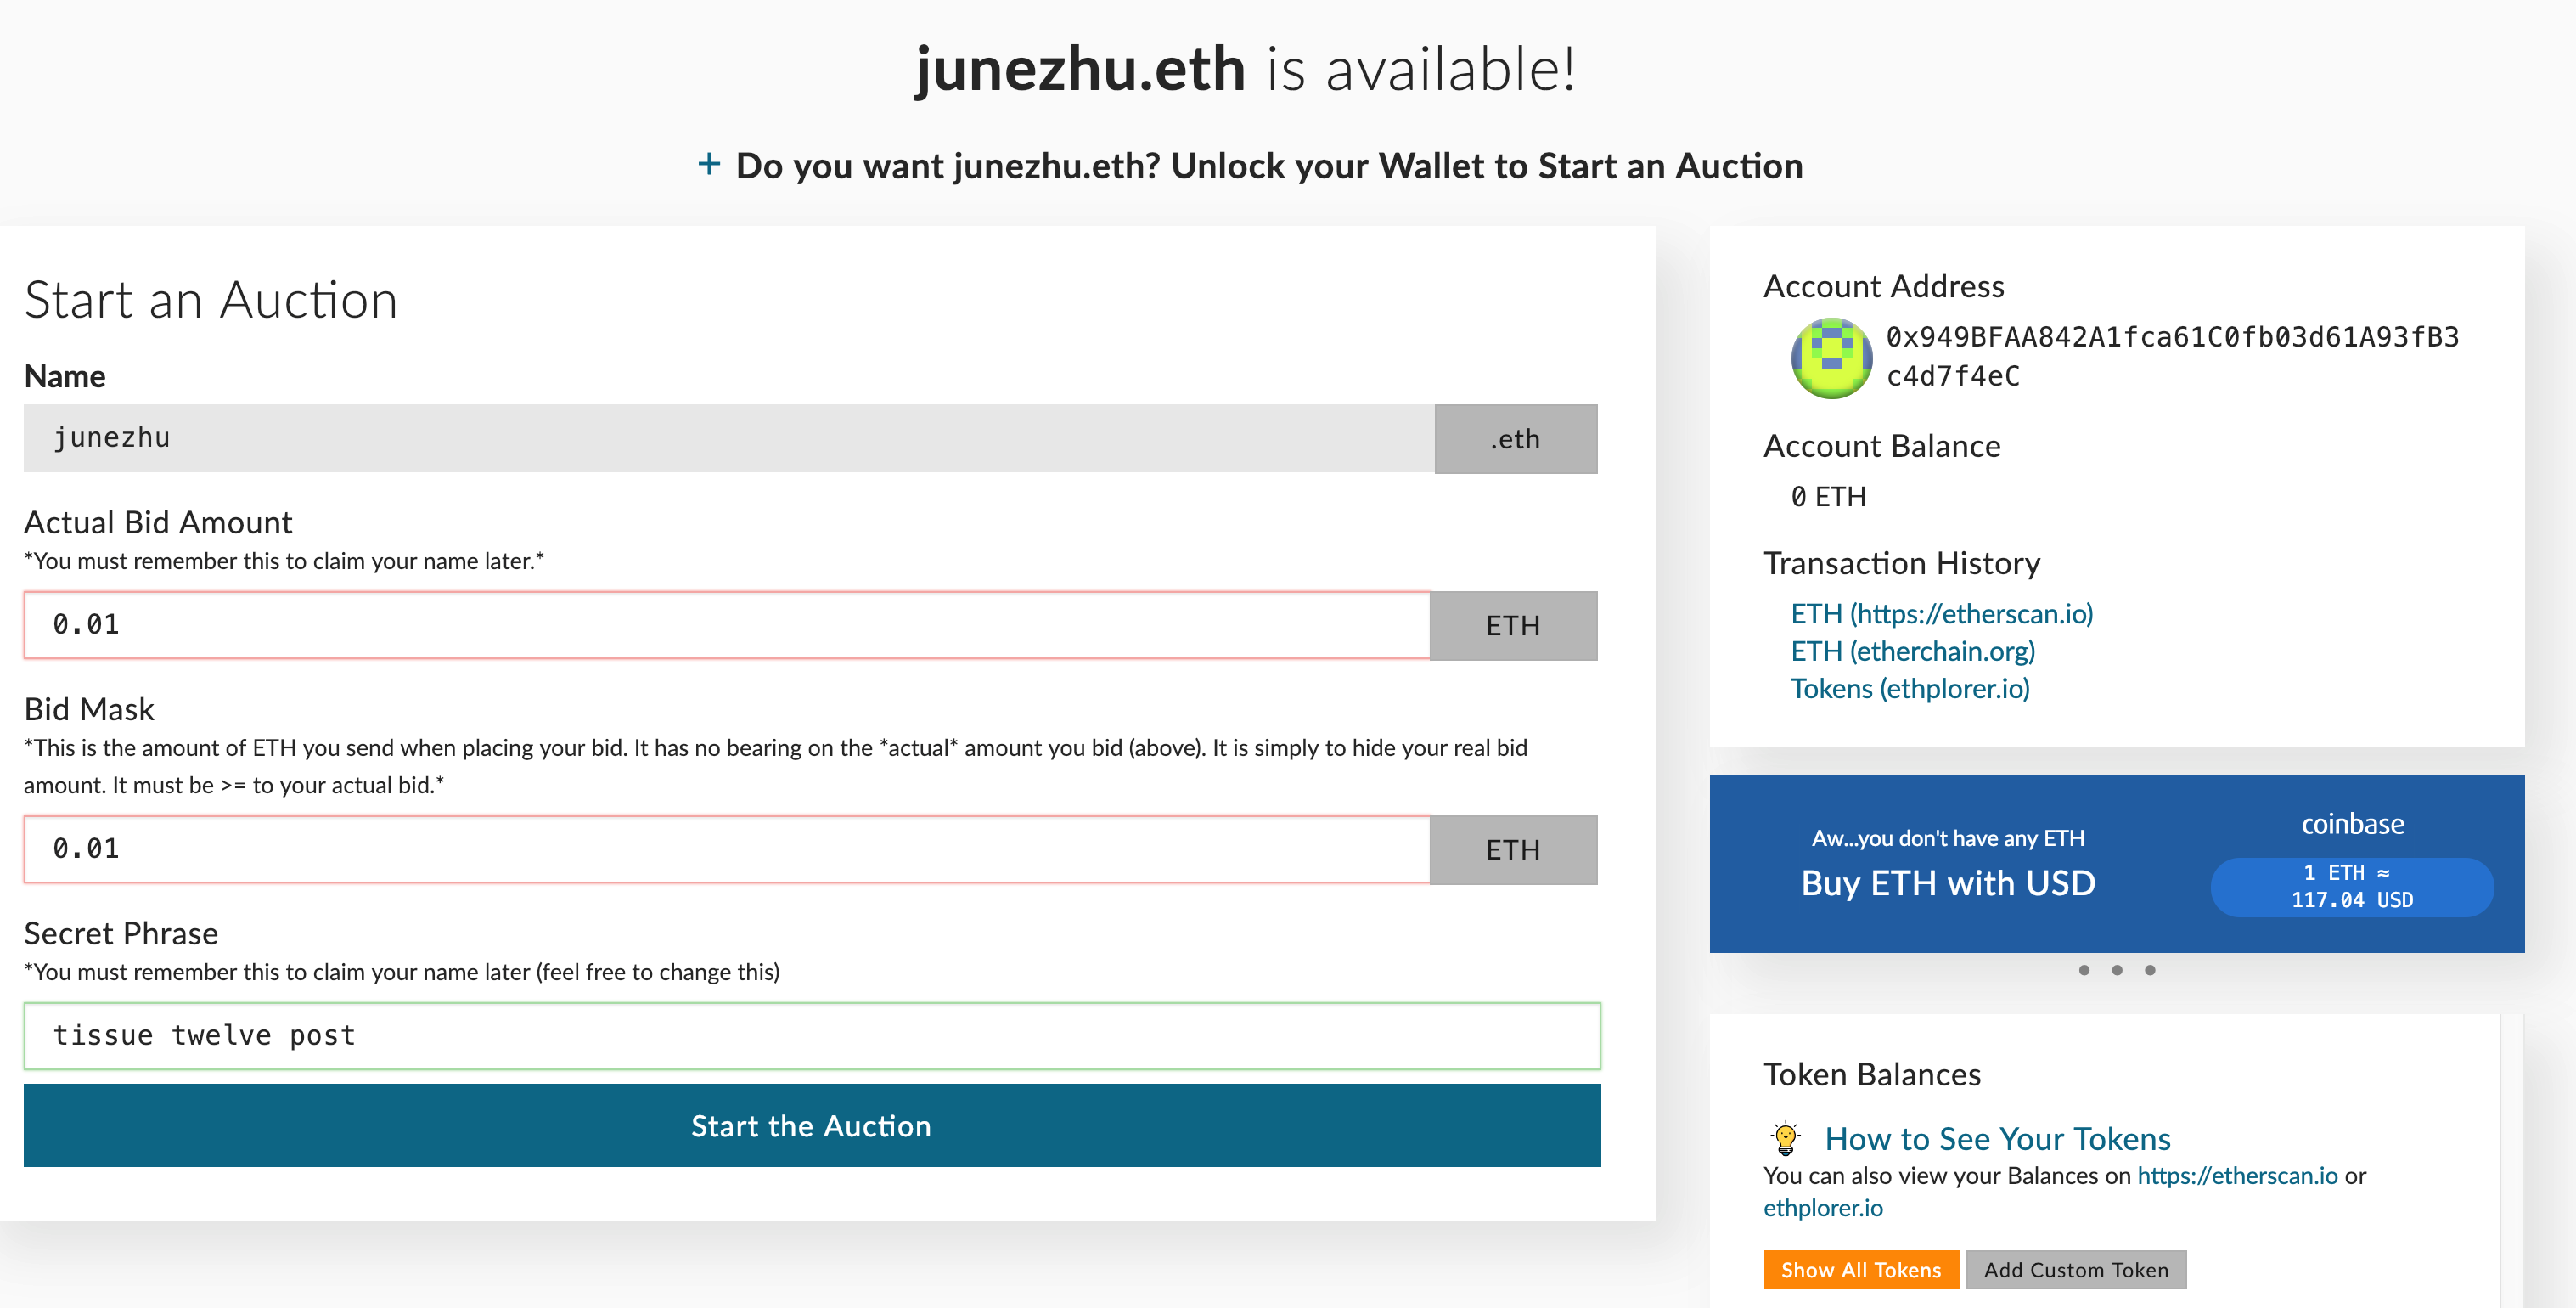 junezhu.eth is available!
+ Do you want junezhu.eth? Unlock your Wallet to Start an Auction
Start an Auction
Name
junezhu
.eth
Actual Bid Amount
*You must remember this to claim your name later.*
0.01
ETH
Bid Mask
*This is the amount of ETH you send when placing your bid. It has no bearing on the *actual* amount you bid (above). It is simply to hide your real bid
amount. It must be >= to your actual bid.*
0.01
ETH
Secret Phrase
*You must remember this to claim your name later (feel free to change this)
tissue twelve post
Start the Auction
Account Address
0x949BFAA842A1fca61C0fb03d61A93fB3
c4d7f4eC
Account Balance
0 ETH
Transaction History
ETH (https://etherscan.io)
ETH (etherchain.org)
Tokens (ethplorer.io)
Aw...you don't have any ETH
Buy ETH with USD
coinbase
1 ETH ≈
117.04 USD
Token Balances
How to See Your Tokens
You can also view your Balances on https://etherscan.io or
ethplorer.io
Show All Tokens
Add Custom Token